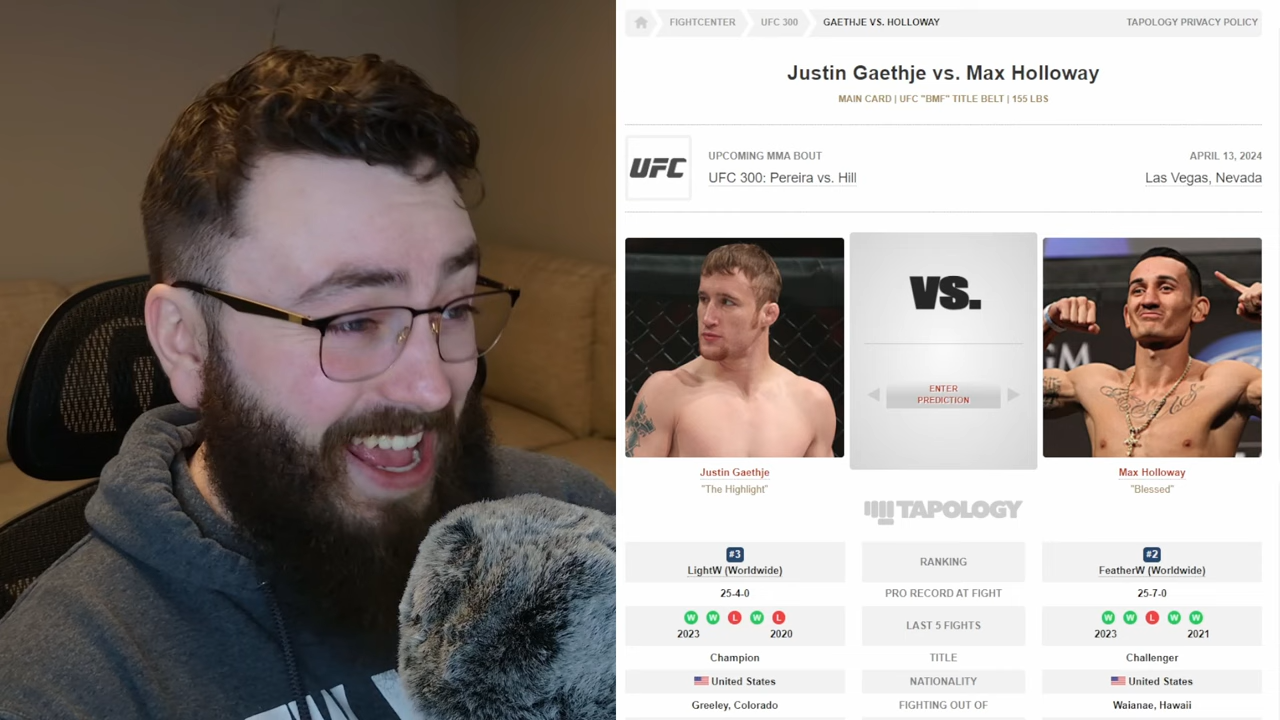 FIGHTCENTER UFC 300 GAETHJE VS. HOLLOWAY TAPOLOGY PRIVACY POLICY
Justin Gaethje vs. Max Holloway
MAIN CARD | UFC "BMF" TITLE BELT | 155 LBS
UFC
UPCOMING MMA BOUT APRIL 13, 2024
UFC 300: Pereira vs. Hill Las Vegas, Nevada
VS.
ENTER
PREDICTION
Justin Gaethje Max Holloway
"The Highlight" "Blessed"
TAPOLOGY
#3 #2
LightW (Worldwide) RANKING FeatherW (Worldwide)
25-4-0 PRO RECORD AT FIGHT 25-7-0
W W L W L LAST 5 FIGHTS W W L W W
2023 2020 2023 2021
Champion TITLE Challenger
United States NATIONALITY United States
Greeley, Colorado FIGHTING OUT OF Waianae, Hawaii